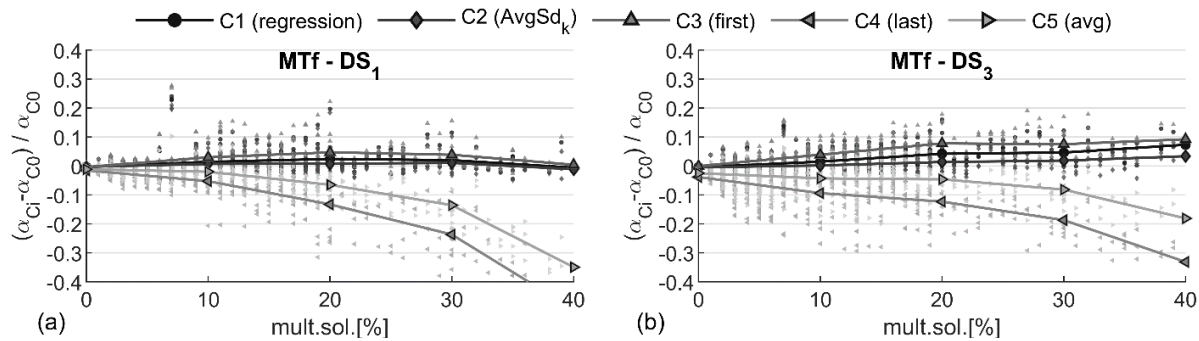 C1 (regression) C2 (AvgSdk) C3 (first) C4 (last) C5 (avg)
MTf - DS1
(αCi-αC0) / αC0
0.4
0.3
0.2
0.1
0
-0.1
-0.2
-0.3
-0.4
0 10 20 30 40
(a) mult.sol.[%]
MTf - DS3
(αCi-αC0) / αC0
0.4
0.3
0.2
0.1
0
-0.1
-0.2
-0.3
-0.4
0 10 20 30 40
(b) mult.sol.[%]